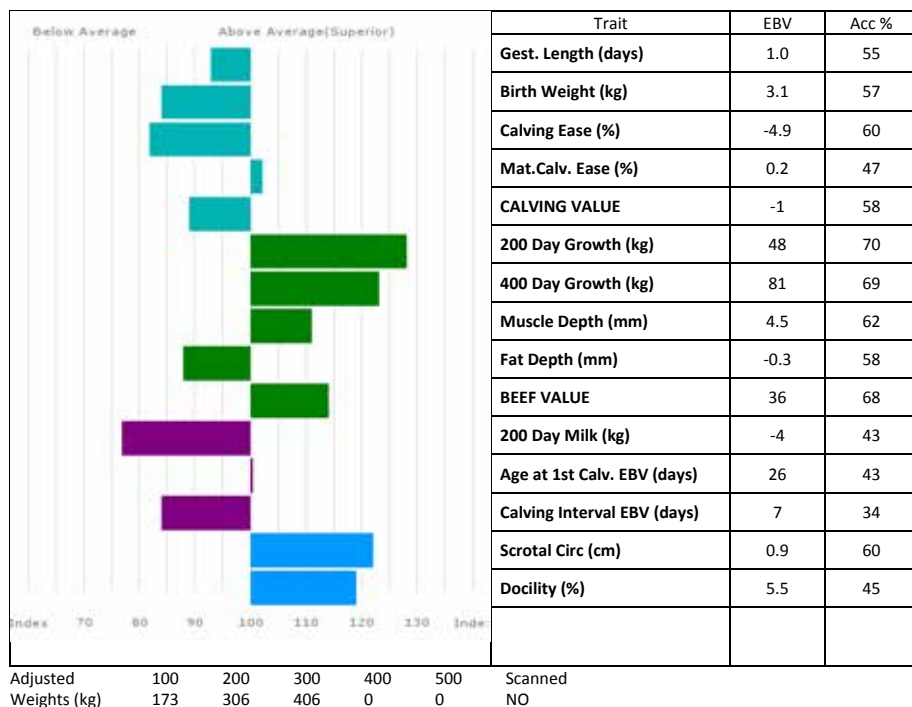 Below Average Above Average(Superior)
Trait EBV Acc %
Gest. Length (days) 1.0 55
Birth Weight (kg) 3.1 57
Calving Ease (%) -4.9 60
Mat.Calv. Ease (%) 0.2 47
CALVING VALUE -1 58
200 Day Growth (kg) 48 70
400 Day Growth (kg) 81 69
Muscle Depth (mm) 4.5 62
Fat Depth (mm) -0.3 58
BEEF VALUE 36 68
200 Day Milk (kg) -4 43
Age at 1st Calv. EBV (days) 26 43
Calving Interval EBV (days) 7 34
Scrotal Circ (cm) 0.9 60
Docility (%) 5.5 45
Index 70 80 90 100 110 120 130 Inde
Adjusted 100 200 300 400 500 Scanned
Weights (kg) 173 306 406 0 0 NO